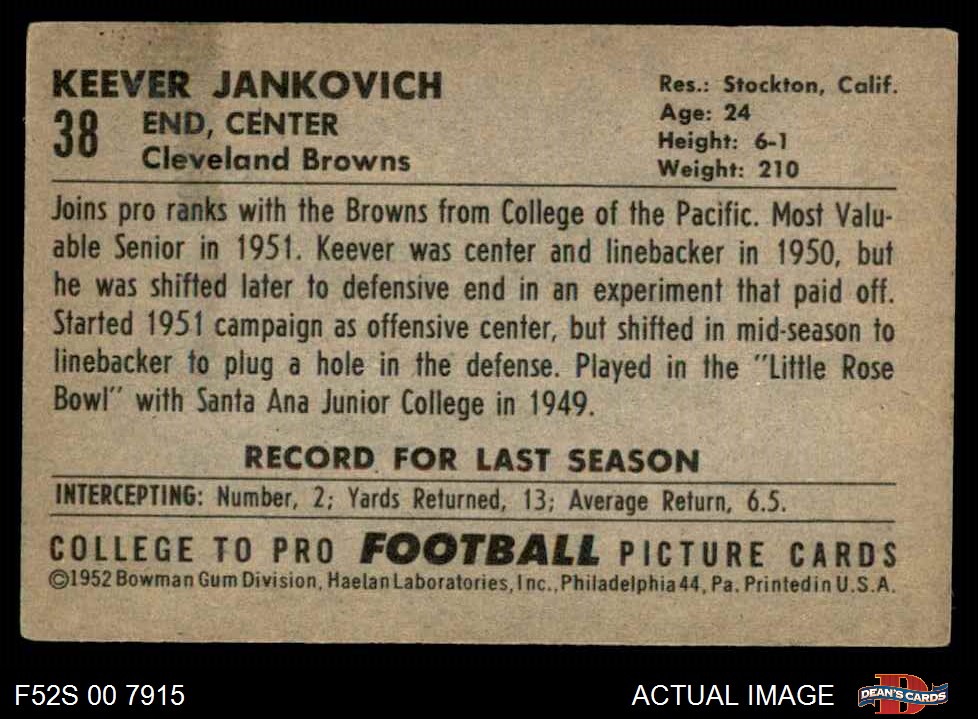 KEEVER JANKOVICH
38
END, CENTER
Cleveland Browns
Res.: Stockton, Calif.
Age: 24
Height: 6-1
Weight: 210
Joins pro ranks with the Browns from College of the Pacific. Most Valu-
able Senior in 1951. Keever was center and linebacker in 1950, but
he was shifted later to defensive end in an experiment that paid off.
Started 1951 campaign as offensive center, but shifted in mid-season to
linebacker to plug a hole in the defense. Played in the "Little Rose
Bowl" with Santa Ana Junior College in 1949.
RECORD FOR LAST SEASON
INTERCEPTING: Number, 2; Yards Returned, 13; Average Return, 6.5.
COLLEGE TO PRO FOOTBALL PICTURE CARDS
©1952 Bowman Gum Division, Haelan Laboratories, Inc., Philadelphia 44, Pa. Printed in U.S.A.
F52S 00 7915
ACTUAL IMAGE
D
DEAN'S CARDS